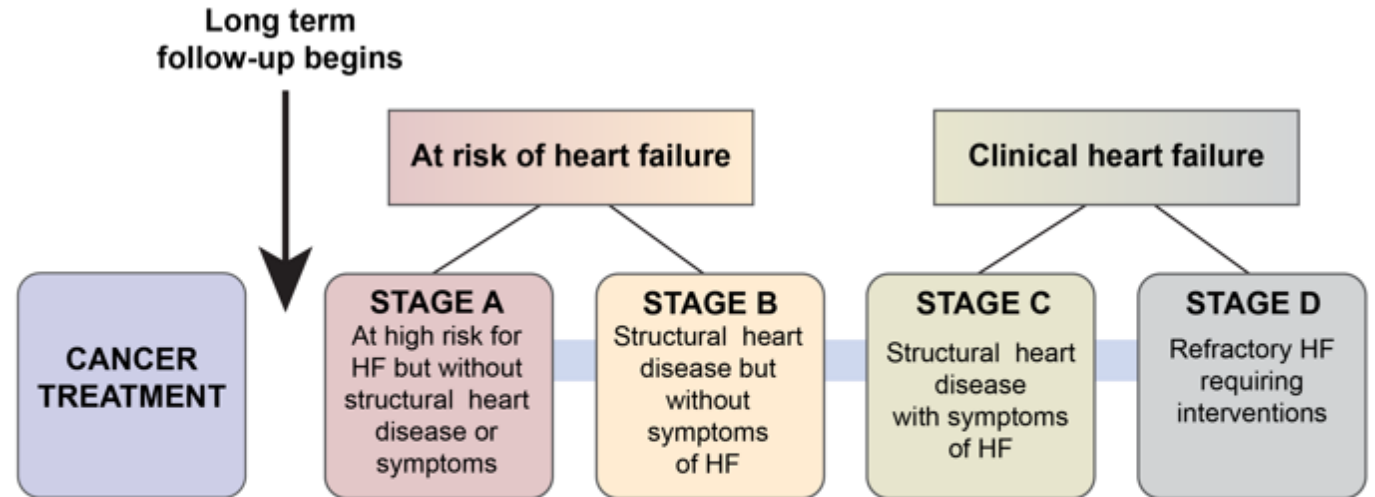 Long term
follow-up begins
At risk of heart failure
Clinical heart failure
CANCER
TREATMENT
STAGE A
At high risk for
HF but without
structural heart
disease or
symptoms
STAGE B
Structural heart
disease but
without
symptoms
of HF
STAGE C
Structural heart
disease
with symptoms
of HF
STAGE D
Refractory HF
requiring
interventions